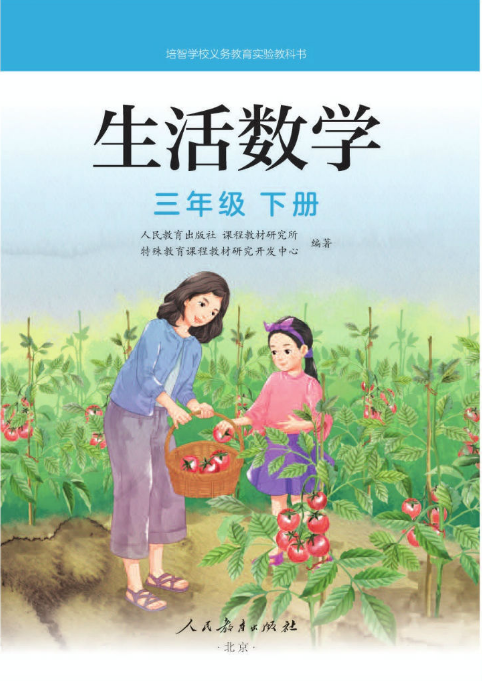 培智学校义务教育实验教科书
生活数学
三年级 下册
人民教育出版社 课程教材研究所
特殊教育课程教材研究开发中心 编著
人民教育出版社
·北京·